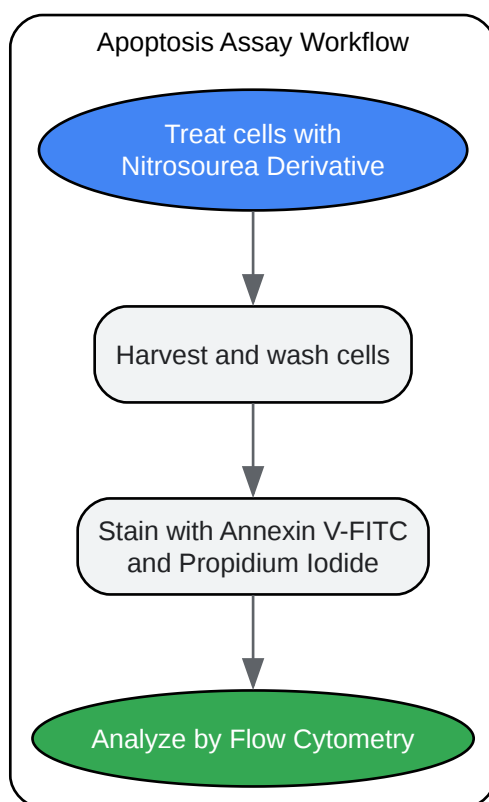 Apoptosis Assay Workflow
Treat cells with
Nitrosourea Derivative
Harvest and wash cells
Stain with Annexin V-FITC
and Propidium Iodide
Analyze by Flow Cytometry